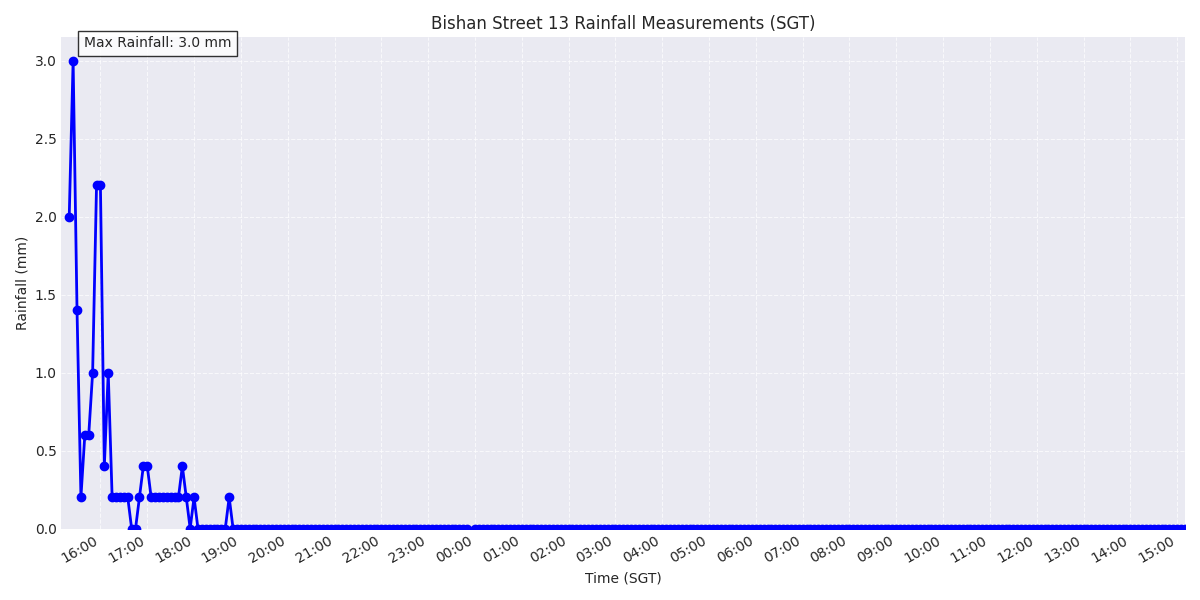 Bishan Street 13 Rainfall Measurements (SGT)
Max Rainfall: 3.0 mm
3.0
2.5
2.0
1.5
1.0
0.5
0.0
Rainfall (mm)
16:00 17:00 18:00 19:00 20:00 21:00 22:00 23:00 00:00 01:00 02:00 03:00 04:00 05:00 06:00 07:00 08:00 09:00 10:00 11:00 12:00 13:00 14:00 15:00
Time (SGT)